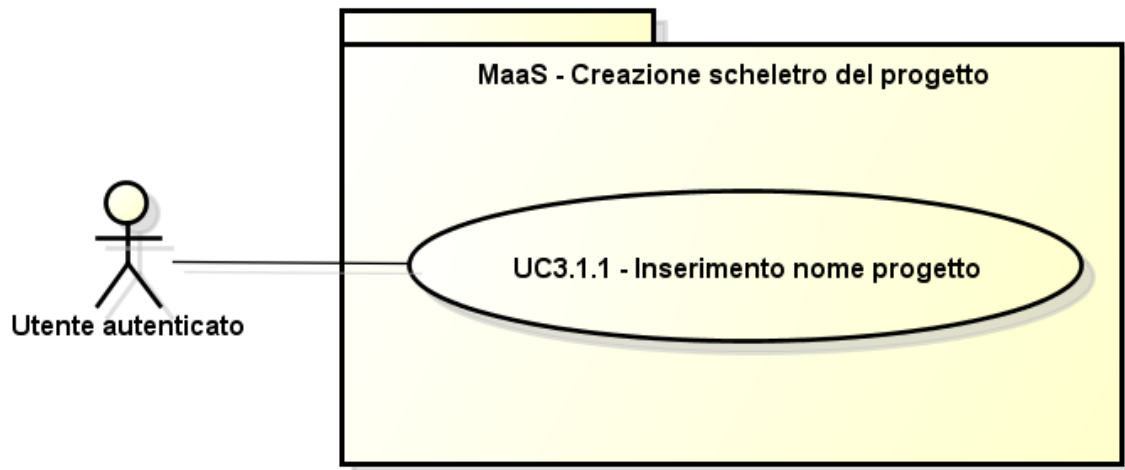 MaaS - Creazione scheletro del progetto
UC3.1.1 - Inserimento nome progetto
Utente autenticato